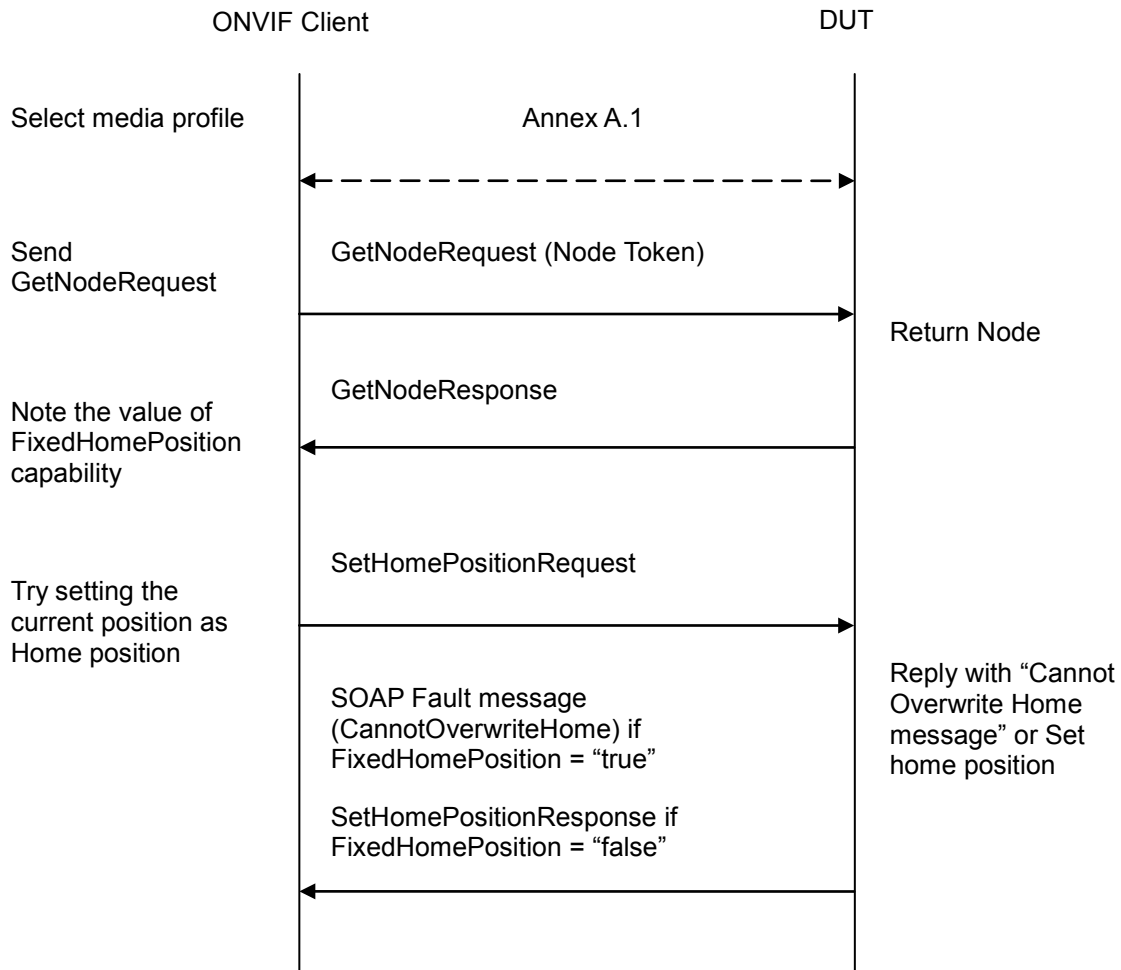 ONVIF Client
DUT
Select media profile
Annex A.1
Send
GetNodeRequest
GetNodeRequest (Node Token)
Return Node
GetNodeResponse
Note the value of
FixedHomePosition
capability
SetHomePositionRequest
Try setting the
current position as
Home position
SOAP Fault message
(CannotOverwriteHome) if
FixedHomePosition = “true”
Reply with “Cannot
Overwrite Home
message” or Set
home position
SetHomePositionResponse if
FixedHomePosition = “false”